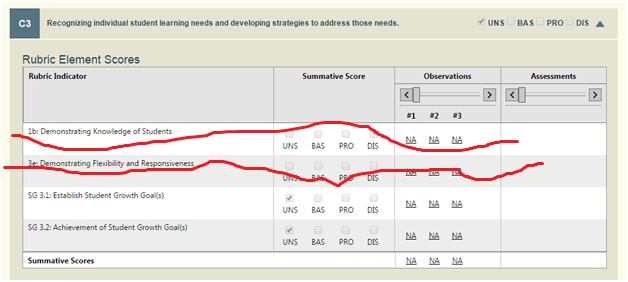 C3 Recognizing individual student learning needs and developing strategies to address those needs. UNS BAS PRO DIS
Rubric Element Scores
Rubric Indicator Summative Score Observations Assessments
#1 #2 #3
1b: Demonstrating Knowledge of Students UNS BAS PRO DIS NA NA NA
3e: Demonstrating Flexibility and Responsiveness UNS BAS PRO DIS NA NA NA
SG 3.1: Establish Student Growth Goal(s) UNS BAS PRO DIS NA NA NA
SG 3.2: Achievement of Student Growth Goal(s) UNS BAS PRO DIS NA NA NA
Summative Scores NA NA NA